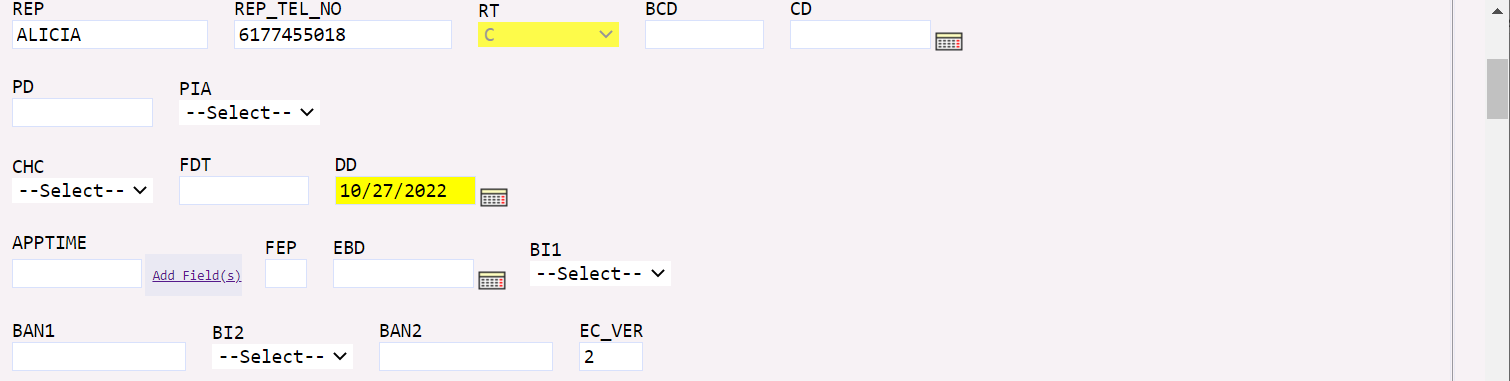 REP REP_TEL_NO RT BCD CD
ALICIA 6177455018 C
PD PIA
--Select--
CHC FDT DD
--Select-- 10/27/2022
APPTIME FEP EBD BI1
Add Field(s) --Select--
BAN1 BI2 BAN2 EC_VER
--Select-- 2